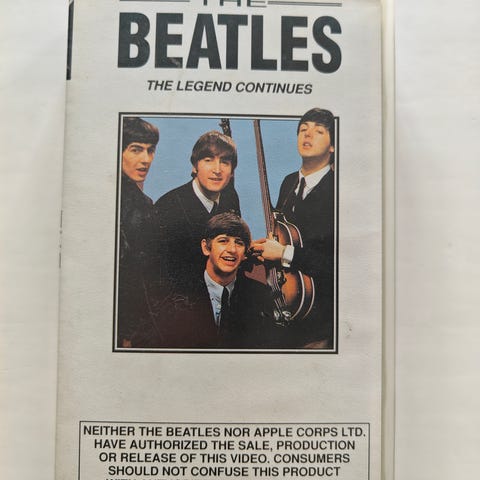 THE
BEATLES
THE LEGEND CONTINUES
NEITHER THE BEATLES NOR APPLE CORPS LTD.
HAVE AUTHORIZED THE SALE, PRODUCTION
OR RELEASE OF THIS VIDEO. CONSUMERS
SHOULD NOT CONFUSE THIS PRODUCT